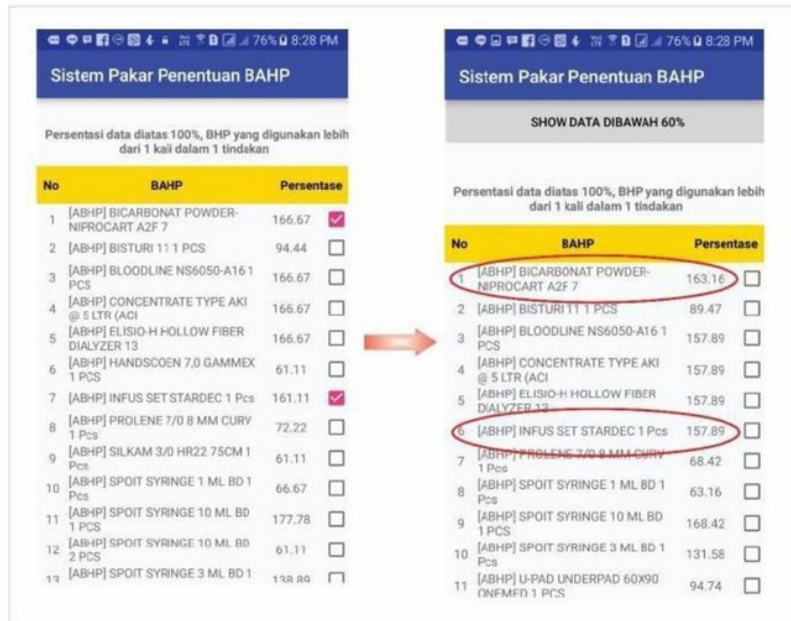 76% 8:28 PM
Sistem Pakar Penentuan BAHP
Persentasi data diatas 100%, BHP yang digunakan lebih
dari 1 kali dalam 1 tindakan
No BAHP Persentase
1 [ABHP] BICARBONAT POWDER- 166.67
NIPROCART A2F 7
2 [ABHP] BISTURI 11 1 PCS 94.44
3 [ABHP] BLOODLINE NS6050-A16 1 166.67
PCS
4 [ABHP] CONCENTRATE TYPE AKI 166.67
@ 5 LTR (ACI
5 [ABHP] ELISIO-H HOLLOW FIBER 166.67
DIALYZER 13
6 [ABHP] HANDSCOEN 7,0 GAMMEX 61.11
1 PCS
7 [ABHP] INFUS SET STARDEC 1 Pcs 161.11
8 [ABHP] PROLENE 7/0 8 MM CURV 72.22
1 Pcs
9 [ABHP] SILKAM 3/0 HR22 75CM 1 61.11
Pcs
10 [ABHP] SPOIT SYRINGE 1 ML BD 1 66.67
Pcs
11 [ABHP] SPOIT SYRINGE 10 ML BD 177.78
1 PCS
12 [ABHP] SPOIT SYRINGE 10 ML BD 61.11
2 PCS
13 [ABHP] SPOIT SYRINGE 3 ML BD 1 138.89
76% 8:28 PM
Sistem Pakar Penentuan BAHP
SHOW DATA DIBAWAH 60%
Persentasi data diatas 100%, BHP yang digunakan lebih
dari 1 kali dalam 1 tindakan
No BAHP Persentase
1 [ABHP] BICARBONAT POWDER- 163.16
NIPROCART A2F 7
2 [ABHP] BISTURI 11 1 PCS 89.47
3 [ABHP] BLOODLINE NS6050-A16 1 157.89
PCS
4 [ABHP] CONCENTRATE TYPE AKI 157.89
@ 5 LTR (ACI
5 [ABHP] ELISIO-H HOLLOW FIBER 157.89
DIALYZER 13
6 [ABHP] INFUS SET STARDEC 1 Pcs 157.89
7 [ABHP] PROLENE 7/0 8 MM CURV 68.42
1 Pcs
8 [ABHP] SPOIT SYRINGE 1 ML BD 1 63.16
Pcs
9 [ABHP] SPOIT SYRINGE 10 ML BD 168.42
1 PCS
10 [ABHP] SPOIT SYRINGE 3 ML BD 1 131.58
Pcs
11 [ABHP] U-PAD UNDERPAD 60X90 94.74
ONEMED 1 PCS